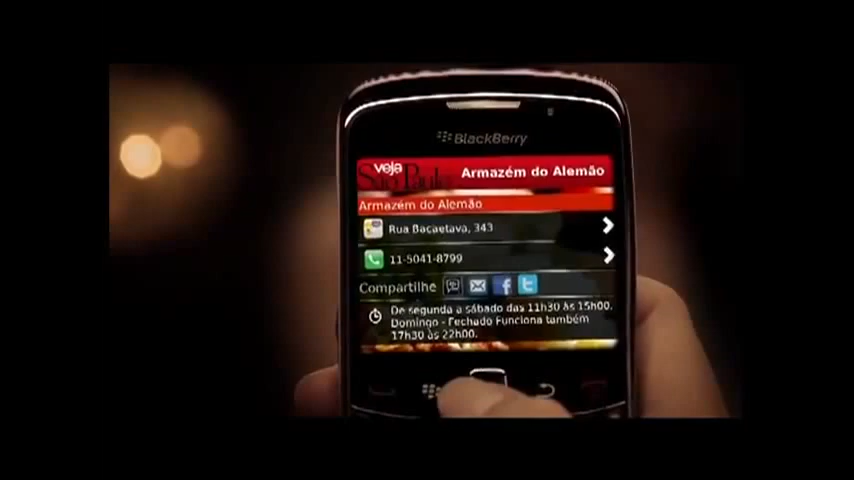 BlackBerry
veja
São Paulo
Armazém do Alemão
Armazém do Alemão
Rua Bacaetava, 343
11-5041-8799
Compartilhe
De segunda a sábado das 11h30 às 15h00.
Domingo - Fechado Funciona também
17h30 às 22h00.